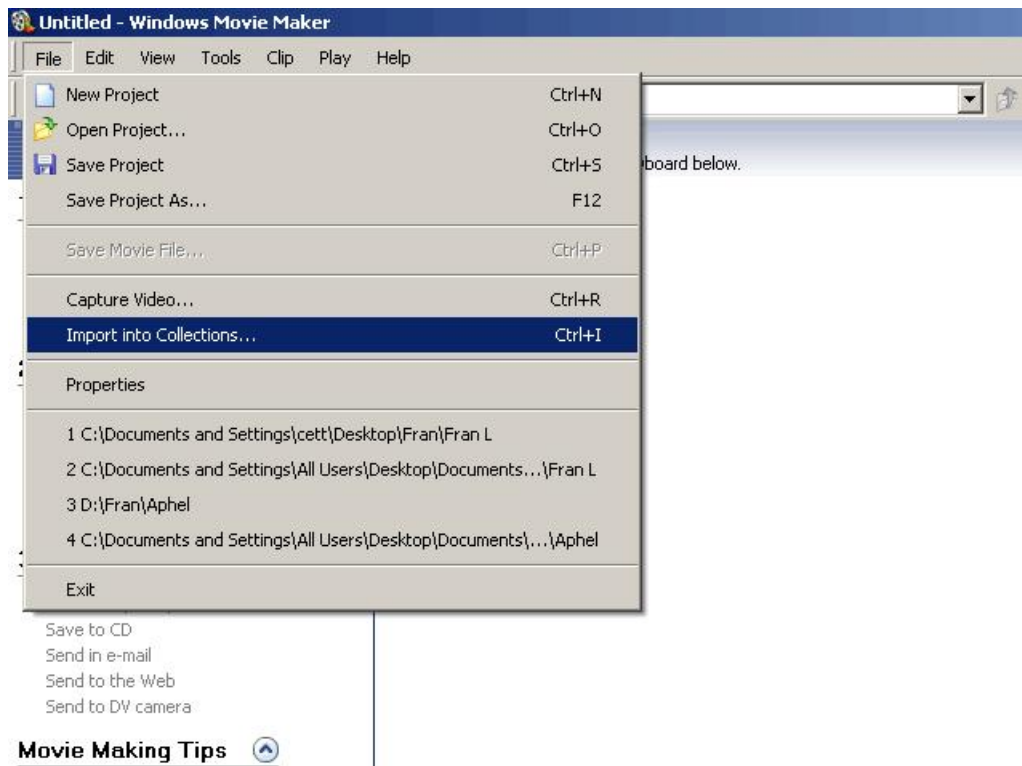 Untitled - Windows Movie Maker
File Edit View Tools Clip Play Help
New Project Ctrl+N
Open Project... Ctrl+O
board below.
Save Project Ctrl+S
Save Project As... F12
Save Movie File... Ctrl+P
Capture Video... Ctrl+R
Import into Collections... Ctrl+I
Properties
1 C:\Documents and Settings\cett\Desktop\Fran\Fran L
2 C:\Documents and Settings\All Users\Desktop\Documents...\Fran L
3 D:\Fran\Aphel
4 C:\Documents and Settings\All Users\Desktop\Documents\...\Aphel
Exit
Save to CD
Send in e-mail
Send to the Web
Send to DV camera
Movie Making Tips